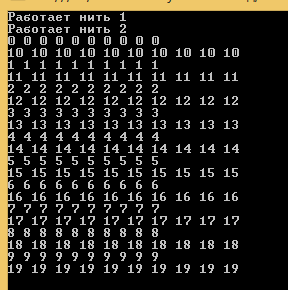 Работает нить 1
Работает нить 2
0 0 0 0 0 0 0 0 0 0
10 10 10 10 10 10 10 10 10 10
1 1 1 1 1 1 1 1 1 1
11 11 11 11 11 11 11 11 11 11
2 2 2 2 2 2 2 2 2 2
12 12 12 12 12 12 12 12 12 12
3 3 3 3 3 3 3 3 3 3
13 13 13 13 13 13 13 13 13 13
4 4 4 4 4 4 4 4 4 4
14 14 14 14 14 14 14 14 14 14
5 5 5 5 5 5 5 5 5 5
15 15 15 15 15 15 15 15 15 15
6 6 6 6 6 6 6 6 6 6
16 16 16 16 16 16 16 16 16 16
7 7 7 7 7 7 7 7 7 7
17 17 17 17 17 17 17 17 17 17
8 8 8 8 8 8 8 8 8 8
18 18 18 18 18 18 18 18 18 18
9 9 9 9 9 9 9 9 9 9
19 19 19 19 19 19 19 19 19 19